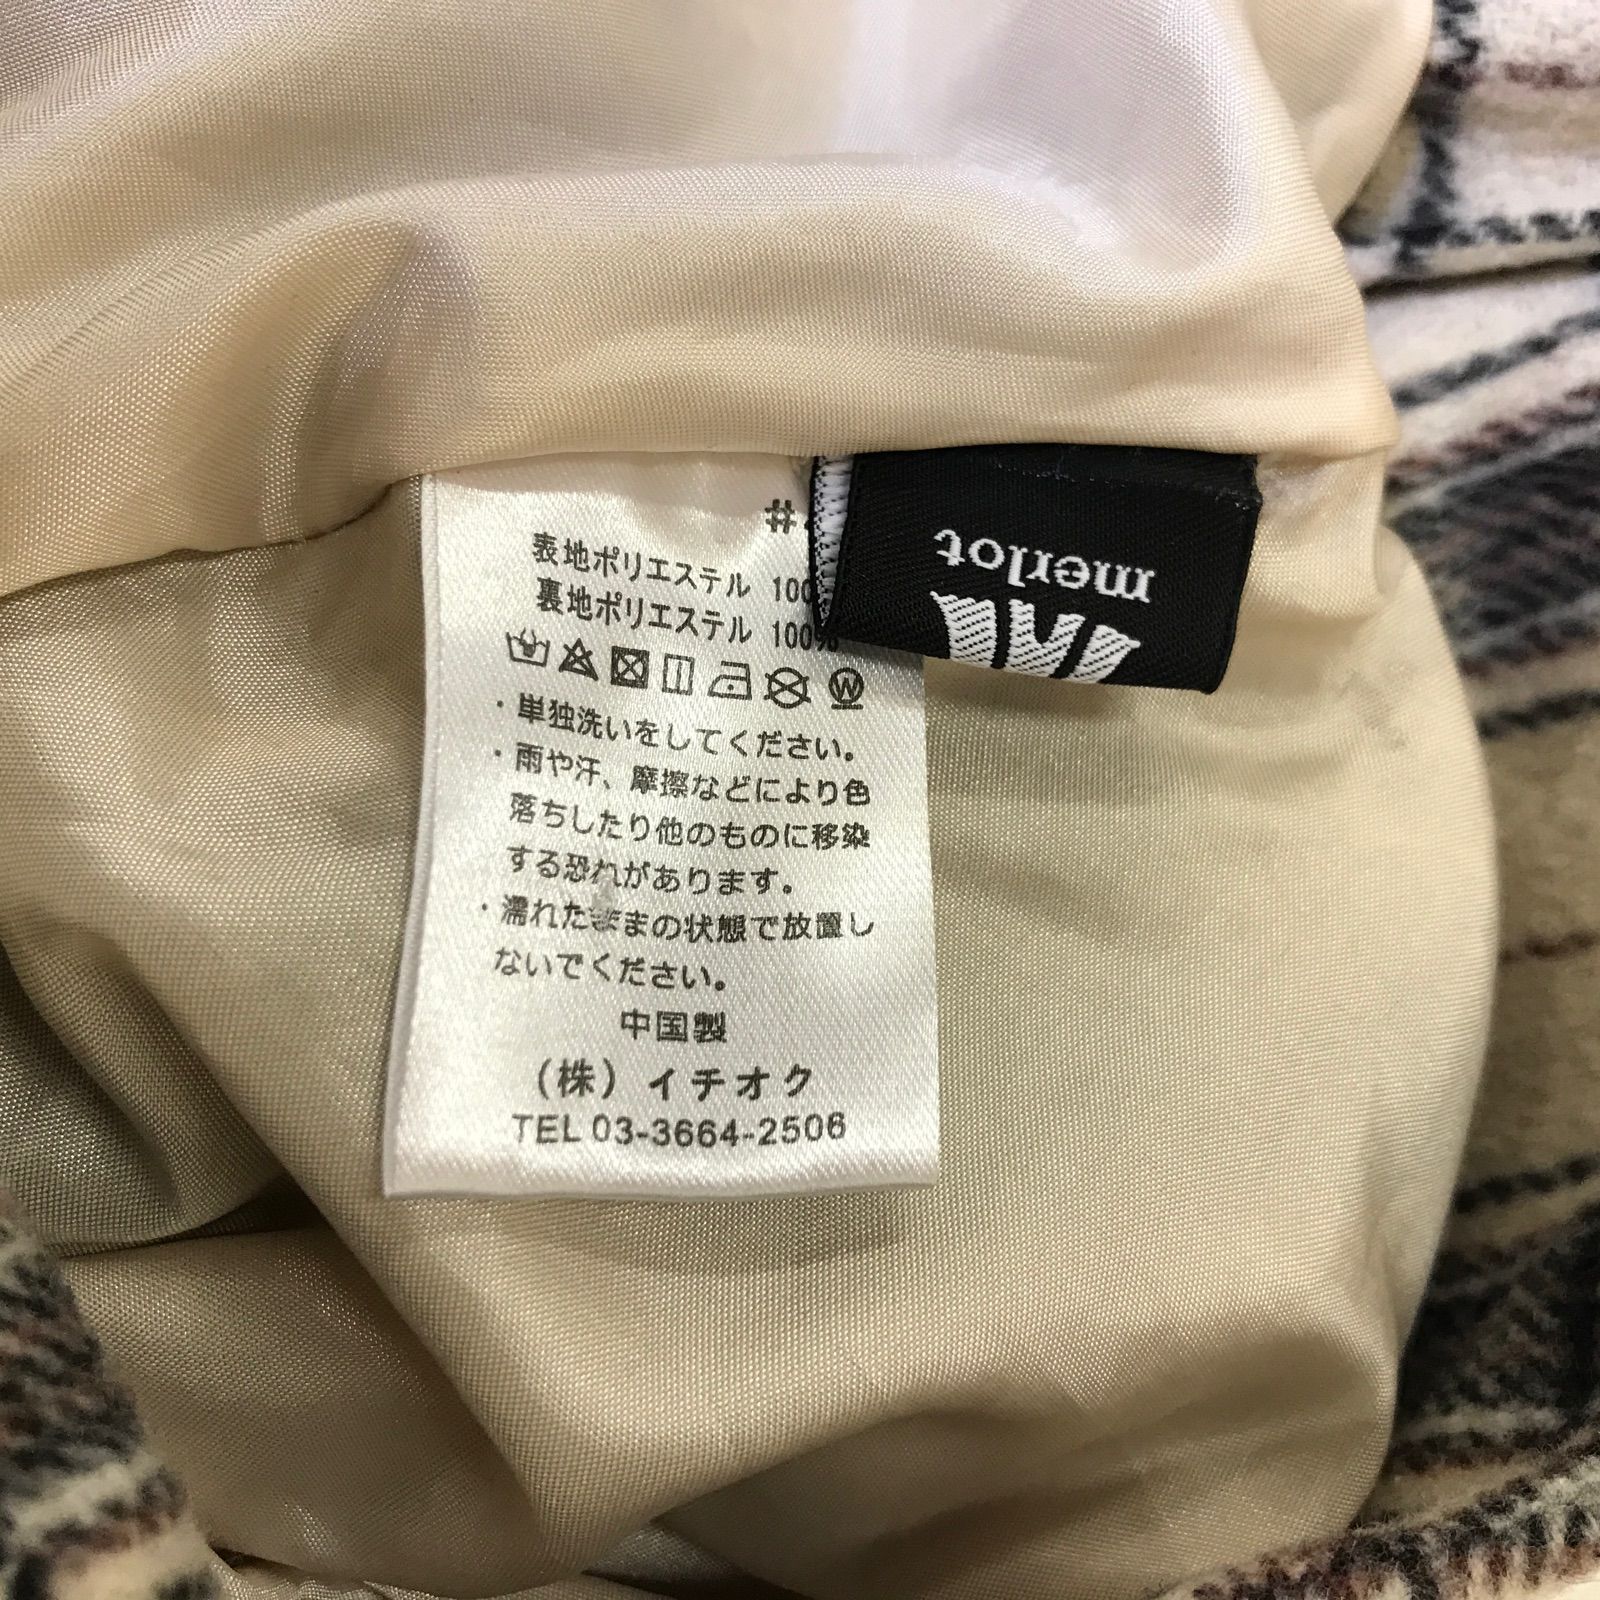 #
表地ポリエステル 100
裏地ポリエステル 100%
W
・単独洗いをしてください。
・雨や汗、摩擦などにより色
落ちしたり他のものに移染
する恐れがあります。
・濡れたままの状態で放置し
ないでください。
中国製
(株) イチオク
TEL 03-3664-2506
merlot